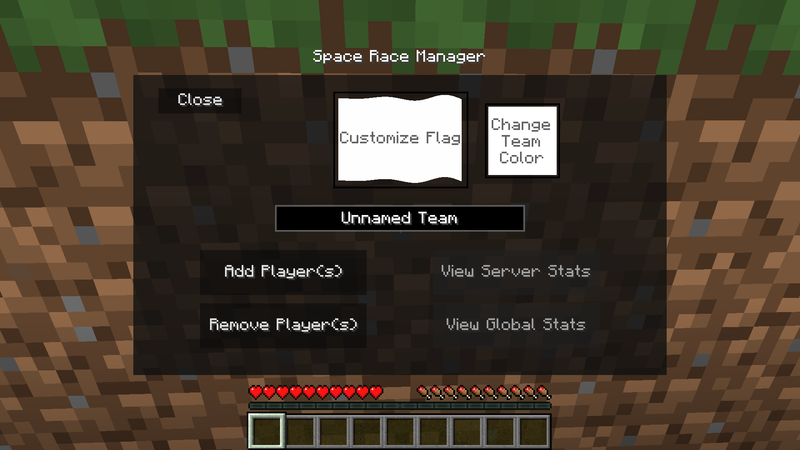 Space Race Manager
Close
Customize Flag
Change
Team
Color
Unnamed Team
Add Player(s)
View Server Stats
Remove Player(s)
View Global Stats